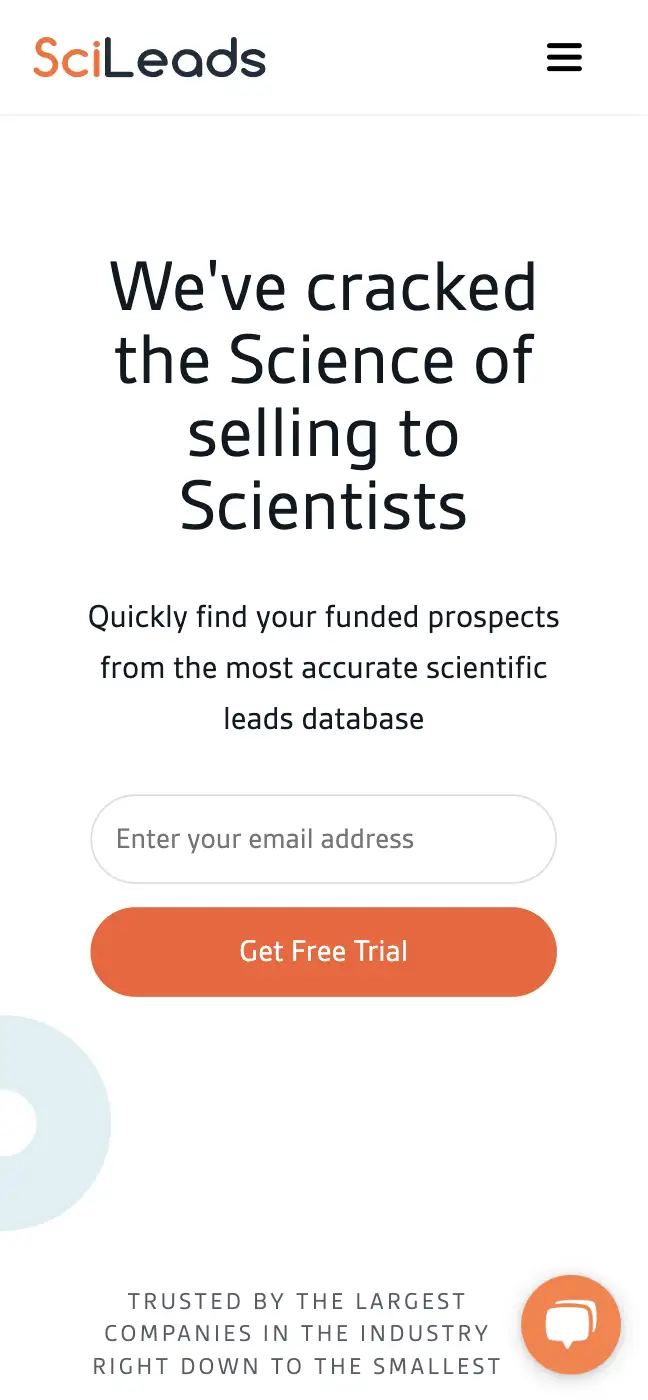 SciLeads
We've cracked
the Science of
selling to
Scientists
Quickly find your funded prospects
from the most accurate scientific
leads database
Enter your email address
Get Free Trial
TRUSTED BY THE LARGEST
COMPANIES IN THE INDUSTRY
RIGHT DOWN TO THE SMALLEST